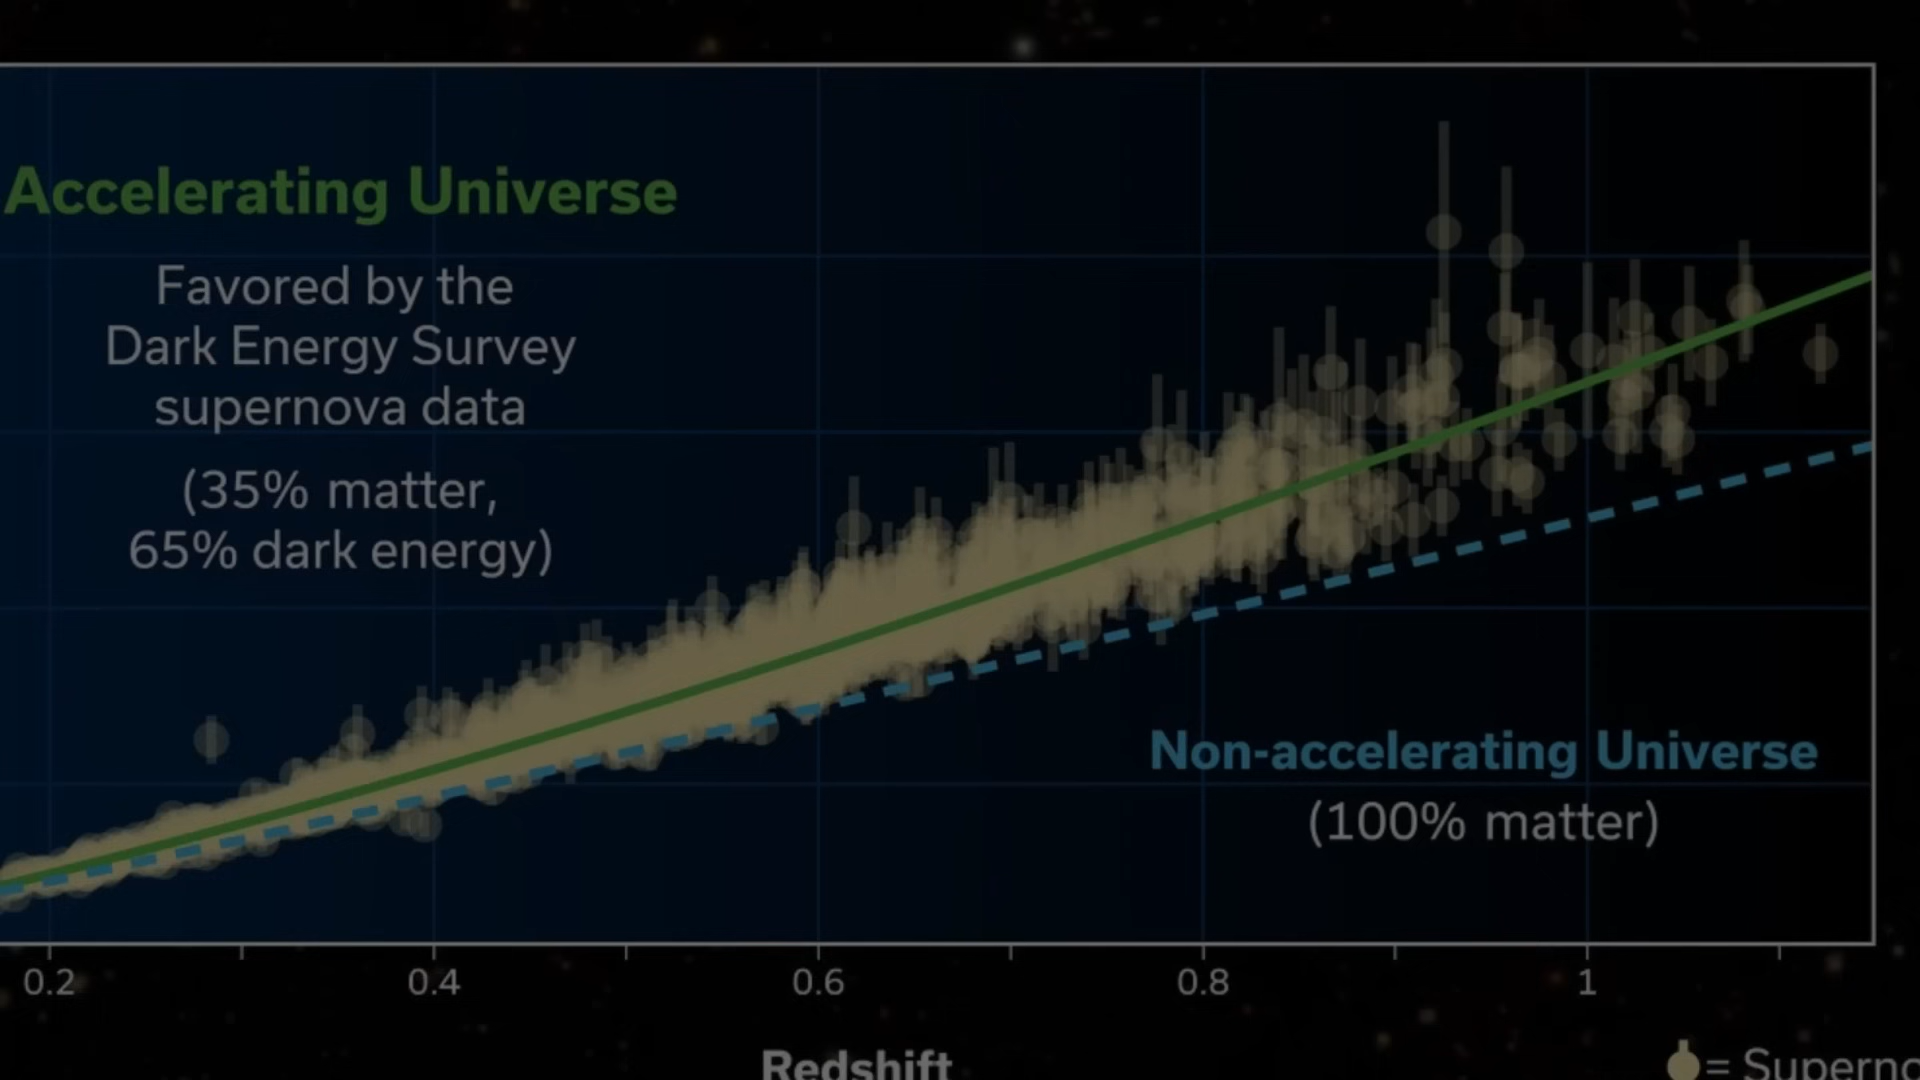 Accelerating Universe
Favored by the
Dark Energy Survey
supernova data
(35% matter,
65% dark energy)
Non-accelerating Universe
(100% matter)
0.2 0.4 0.6 0.8 1
Redshift
=